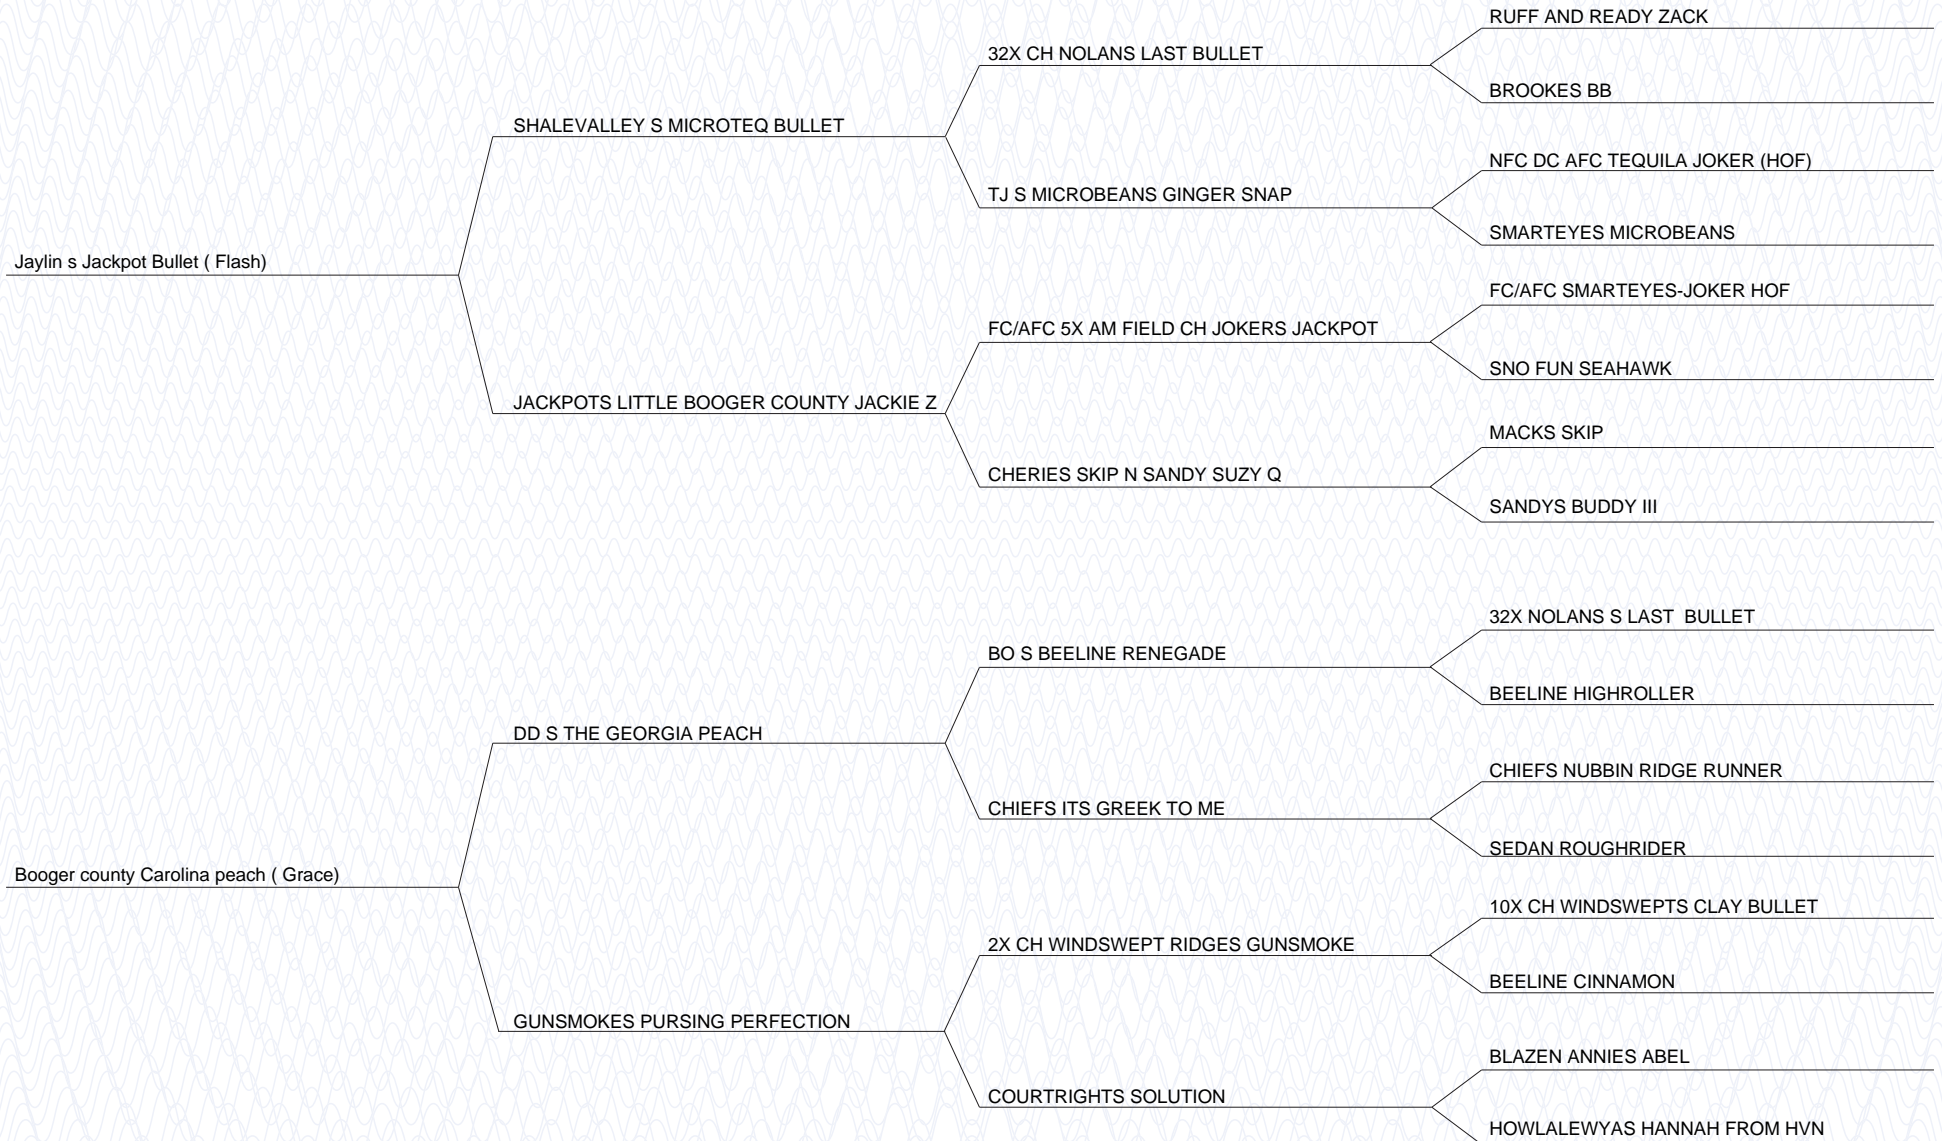 RUFF AND READY ZACK
32X CH NOLANS LAST BULLET
BROOKES BB
SHALEVALLEY S MICROTEQ BULLET
NFC DC AFC TEQUILA JOKER (HOF)
TJ S MICROBEANS GINGER SNAP
SMARTEYES MICROBEANS
Jaylin s Jackpot Bullet ( Flash)
FC/AFC SMARTEYES-JOKER HOF
FC/AFC 5X AM FIELD CH JOKERS JACKPOT
SNO FUN SEAHAWK
JACKPOTS LITTLE BOOGER COUNTY JACKIE Z
MACKS SKIP
CHERIES SKIP N SANDY SUZY Q
SANDYS BUDDY III
32X NOLANS S LAST  BULLET
BO S BEELINE RENEGADE
BEELINE HIGHROLLER
DD S THE GEORGIA PEACH
CHIEFS NUBBIN RIDGE RUNNER
CHIEFS ITS GREEK TO ME
SEDAN ROUGHRIDER
Booger county Carolina peach ( Grace)
10X CH WINDSWEPTS CLAY BULLET
2X CH WINDSWEPT RIDGES GUNSMOKE
BEELINE CINNAMON
GUNSMOKES PURSING PERFECTION
BLAZEN ANNIES ABEL
COURTRIGHTS SOLUTION
HOWLALEWYAS HANNAH FROM HVN